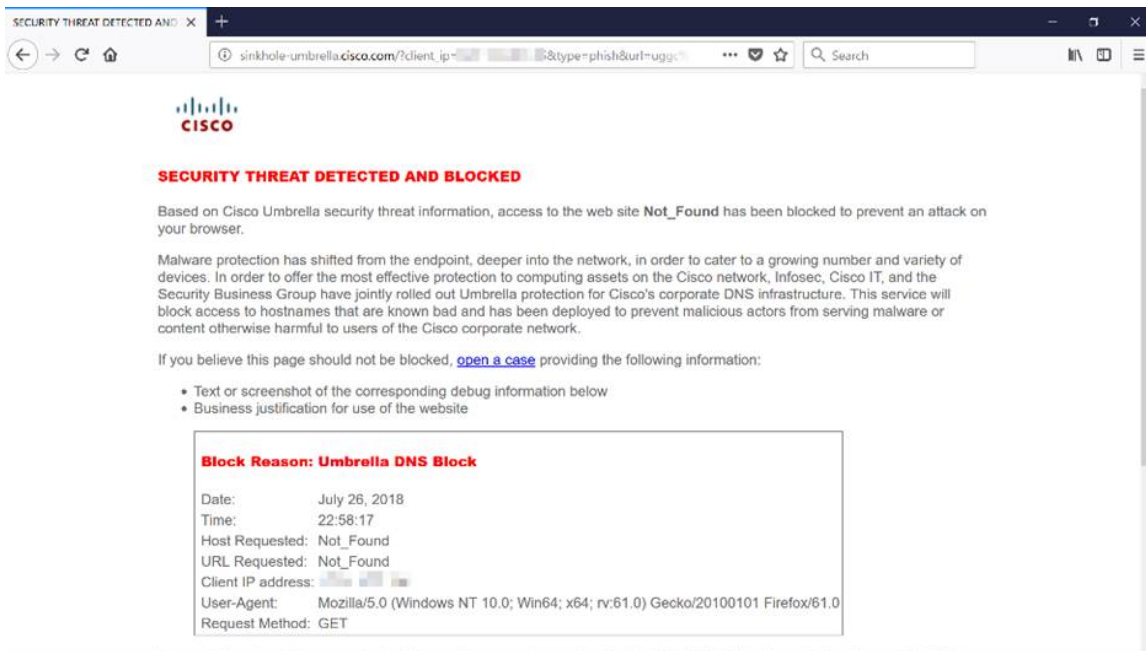 SECURITY THREAT DETECTED AND
sinkhole-umbrella.cisco.com/?client_ip= &type=phish&url=uggc
Search
CISCO
SECURITY THREAT DETECTED AND BLOCKED
Based on Cisco Umbrella security threat information, access to the web site Not_Found has been blocked to prevent an attack on
your browser.
Malware protection has shifted from the endpoint, deeper into the network, in order to cater to a growing number and variety of
devices. In order to offer the most effective protection to computing assets on the Cisco network, Infosec, Cisco IT, and the
Security Business Group have jointly rolled out Umbrella protection for Cisco's corporate DNS infrastructure. This service will
block access to hostnames that are known bad and has been deployed to prevent malicious actors from serving malware or
content otherwise harmful to users of the Cisco corporate network.
If you believe this page should not be blocked, open a case providing the following information:
• Text or screenshot of the corresponding debug information below
• Business justification for use of the website
Block Reason: Umbrella DNS Block
Date: July 26, 2018
Time: 22:58:17
Host Requested: Not_Found
URL Requested: Not_Found
Client IP address:
User-Agent: Mozilla/5.0 (Windows NT 10.0; Win64; x64; rv:61.0) Gecko/20100101 Firefox/61.0
Request Method: GET